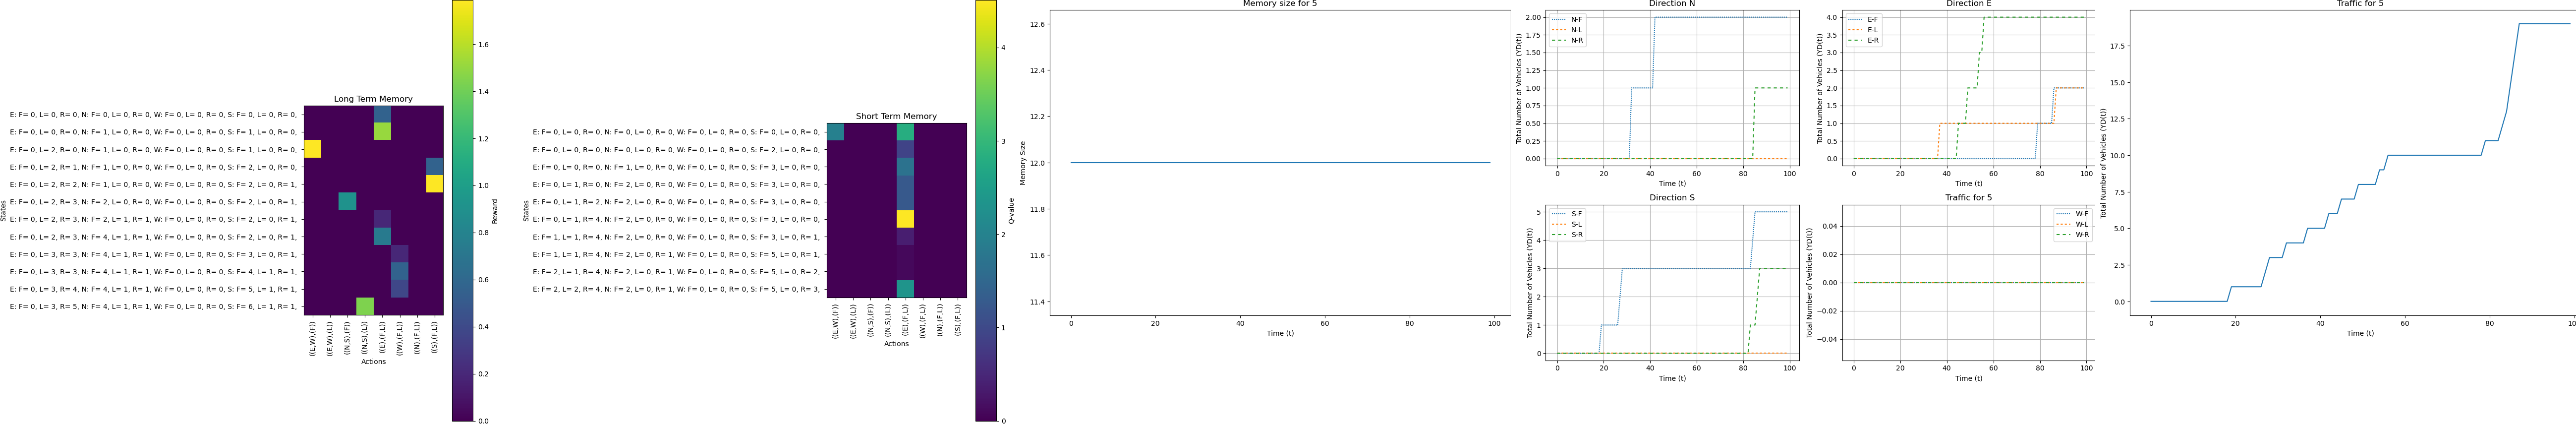 Long Term Memory
E: F= 0, L= 0, R= 0, N: F= 0, L= 0, R= 0, W: F= 0, L= 0, R= 0, S: F= 0, L= 0, R= 0,
E: F= 0, L= 0, R= 0, N: F= 1, L= 0, R= 0, W: F= 0, L= 0, R= 0, S: F= 1, L= 0, R= 0,
E: F= 0, L= 2, R= 0, N: F= 1, L= 0, R= 0, W: F= 0, L= 0, R= 0, S: F= 1, L= 0, R= 0,
E: F= 0, L= 2, R= 1, N: F= 1, L= 0, R= 0, W: F= 0, L= 0, R= 0, S: F= 2, L= 0, R= 0,
E: F= 0, L= 2, R= 2, N: F= 1, L= 0, R= 0, W: F= 0, L= 0, R= 0, S: F= 2, L= 0, R= 1,
E: F= 0, L= 2, R= 3, N: F= 2, L= 0, R= 0, W: F= 0, L= 0, R= 0, S: F= 2, L= 0, R= 1,
E: F= 0, L= 2, R= 3, N: F= 2, L= 1, R= 1, W: F= 0, L= 0, R= 0, S: F= 2, L= 0, R= 1,
E: F= 0, L= 2, R= 3, N: F= 4, L= 1, R= 1, W: F= 0, L= 0, R= 0, S: F= 2, L= 0, R= 1,
E: F= 0, L= 3, R= 3, N: F= 4, L= 1, R= 1, W: F= 0, L= 0, R= 0, S: F= 3, L= 0, R= 1,
E: F= 0, L= 3, R= 3, N: F= 4, L= 1, R= 1, W: F= 0, L= 0, R= 0, S: F= 4, L= 1, R= 1,
E: F= 0, L= 3, R= 4, N: F= 4, L= 1, R= 1, W: F= 0, L= 0, R= 0, S: F= 5, L= 1, R= 1,
E: F= 0, L= 3, R= 5, N: F= 4, L= 1, R= 1, W: F= 0, L= 0, R= 0, S: F= 6, L= 1, R= 1,
States
((E,W),(F))
((E,W),(L))
((N,S),(F))
((N,S),(L))
((E),(F,L))
((W),(F,L))
((N),(F,L))
((S),(F,L))
Actions
1.6
1.4
1.2
1.0
0.8
0.6
0.4
0.2
0.0
Reward
Short Term Memory
E: F= 0, L= 0, R= 0, N: F= 0, L= 0, R= 0, W: F= 0, L= 0, R= 0, S: F= 0, L= 0, R= 0,
E: F= 0, L= 0, R= 0, N: F= 0, L= 0, R= 0, W: F= 0, L= 0, R= 0, S: F= 2, L= 0, R= 0,
E: F= 0, L= 0, R= 0, N: F= 1, L= 0, R= 0, W: F= 0, L= 0, R= 0, S: F= 3, L= 0, R= 0,
E: F= 0, L= 1, R= 0, N: F= 2, L= 0, R= 0, W: F= 0, L= 0, R= 0, S: F= 3, L= 0, R= 0,
E: F= 0, L= 1, R= 2, N: F= 2, L= 0, R= 0, W: F= 0, L= 0, R= 0, S: F= 3, L= 0, R= 0,
E: F= 0, L= 1, R= 4, N: F= 2, L= 0, R= 0, W: F= 0, L= 0, R= 0, S: F= 3, L= 0, R= 0,
E: F= 1, L= 1, R= 4, N: F= 2, L= 0, R= 0, W: F= 0, L= 0, R= 0, S: F= 3, L= 0, R= 1,
E: F= 1, L= 1, R= 4, N: F= 2, L= 0, R= 1, W: F= 0, L= 0, R= 0, S: F= 5, L= 0, R= 1,
E: F= 2, L= 1, R= 4, N: F= 2, L= 0, R= 1, W: F= 0, L= 0, R= 0, S: F= 5, L= 0, R= 2,
E: F= 2, L= 2, R= 4, N: F= 2, L= 0, R= 1, W: F= 0, L= 0, R= 0, S: F= 5, L= 0, R= 3,
States
((E,W),(F))
((E,W),(L))
((N,S),(F))
((N,S),(L))
((E),(F,L))
((W),(F,L))
((N),(F,L))
((S),(F,L))
Actions
4
3
2
1
0
Q-value
Memory size for 5
12.6
12.4
12.2
12.0
11.8
11.6
11.4
Memory Size
0 20 40 60 80 100
Time (t)
Direction N
N-F
N-L
N-R
2.00
1.75
1.50
1.25
1.00
0.75
0.50
0.25
0.00
Total Number of Vehicles (YD(t))
0 20 40 60 80 100
Time (t)
Direction E
E-F
E-L
E-R
4.0
3.5
3.0
2.5
2.0
1.5
1.0
0.5
0.0
Total Number of Vehicles (YD(t))
0 20 40 60 80 100
Time (t)
Direction S
S-F
S-L
S-R
5
4
3
2
1
0
Total Number of Vehicles (YD(t))
0 20 40 60 80 100
Time (t)
Traffic for 5
W-F
W-L
W-R
0.04
0.02
0.00
−0.02
−0.04
Total Number of Vehicles (YD(t))
0 20 40 60 80 100
Time (t)
Traffic for 5
17.5
15.0
12.5
10.0
7.5
5.0
2.5
0.0
Total Number of Vehicles (YD(t))
0 20 40 60 80 100
Time (t)